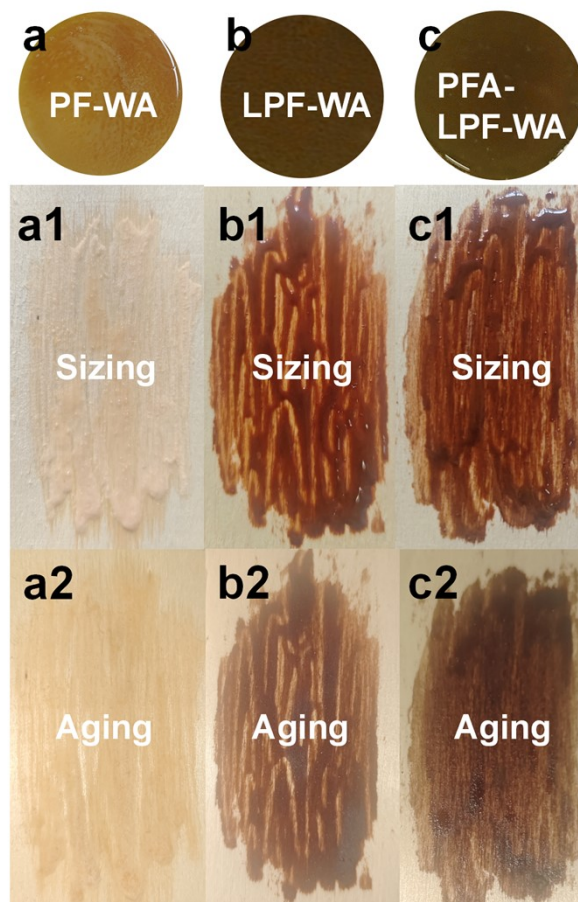 a
PF-WA
b
LPF-WA
c
PFA-
LPF-WA
a1
Sizing
b1
Sizing
c1
Sizing
a2
Aging
b2
Aging
c2
Aging